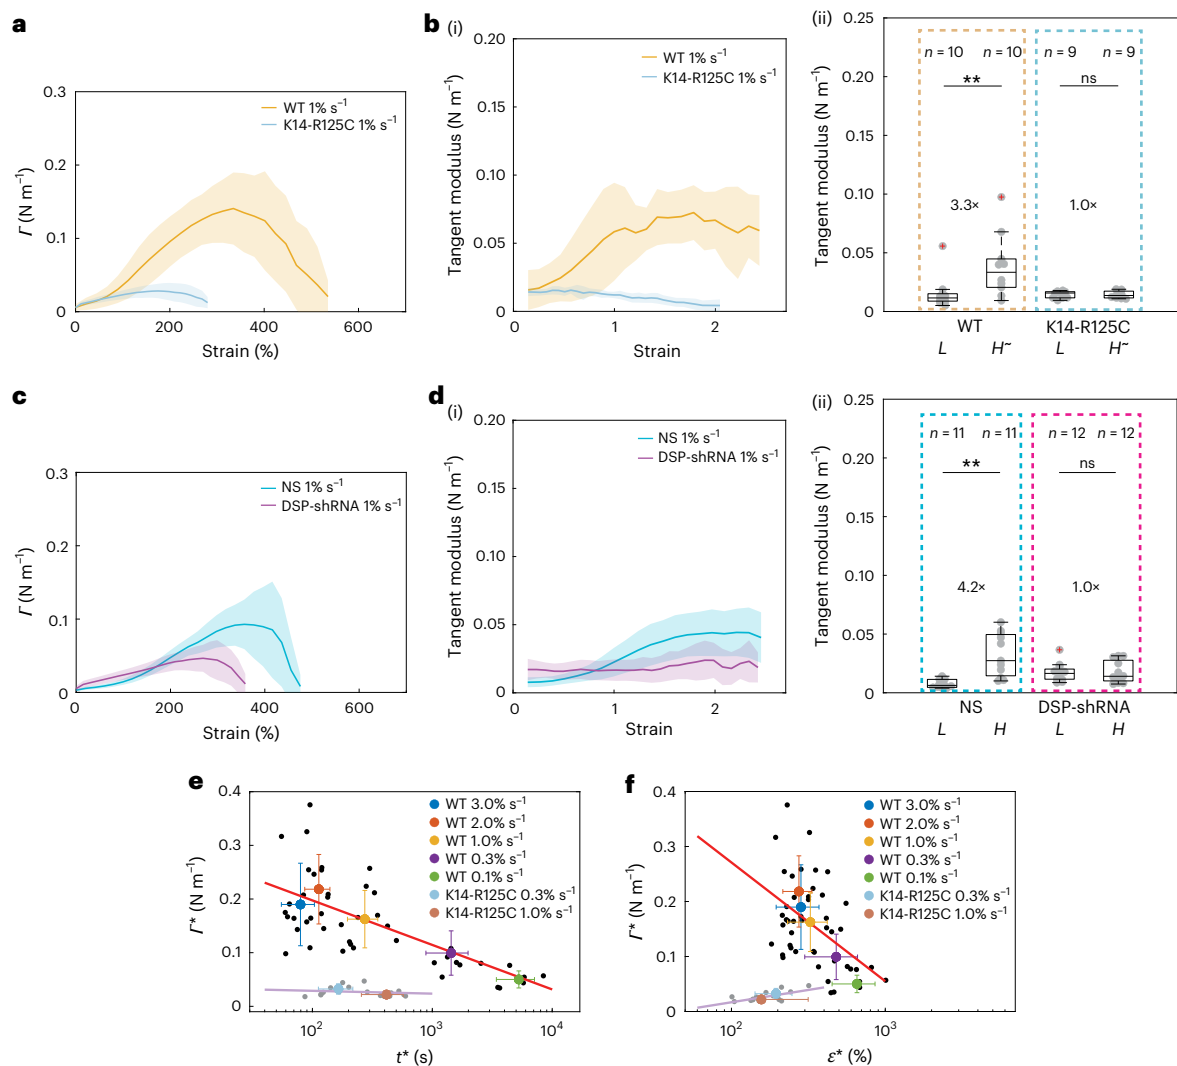 a
Γ (N m⁻¹)
0.3
0.2
0.1
0
0
200
400
600
Strain (%)
WT 1% s⁻¹
K14-R125C 1% s⁻¹
b
(i)
Tangent modulus (N m⁻¹)
0.20
0.15
0.10
0.05
0
0
1
2
Strain
WT 1% s⁻¹
K14-R125C 1% s⁻¹
(ii)
Tangent modulus (N m⁻¹)
0.25
0.20
0.15
0.10
0.05
0
n = 10 n = 10 n = 9 n = 9
** ns
3.3× 1.0×
WT K14-R125C
L H~ L H~
c
Γ (N m⁻¹)
0.3
0.2
0.1
0
0
200
400
600
Strain (%)
NS 1% s⁻¹
DSP-shRNA 1% s⁻¹
d
(i)
Tangent modulus (N m⁻¹)
0.20
0.15
0.10
0.05
0
0
1
2
Strain
NS 1% s⁻¹
DSP-shRNA 1% s⁻¹
(ii)
Tangent modulus (N m⁻¹)
0.25
0.20
0.15
0.10
0.05
0
n = 11 n = 11 n = 12 n = 12
** ns
4.2× 1.0×
NS DSP-shRNA
L H L H
e
Γ* (N m⁻¹)
0.4
0.3
0.2
0.1
0
10²
10³
10⁴
t* (s)
WT 3.0% s⁻¹
WT 2.0% s⁻¹
WT 1.0% s⁻¹
WT 0.3% s⁻¹
WT 0.1% s⁻¹
K14-R125C 0.3% s⁻¹
K14-R125C 1.0% s⁻¹
f
Γ* (N m⁻¹)
0.4
0.3
0.2
0.1
0
10²
10³
ε* (%)
WT 3.0% s⁻¹
WT 2.0% s⁻¹
WT 1.0% s⁻¹
WT 0.3% s⁻¹
WT 0.1% s⁻¹
K14-R125C 0.3% s⁻¹
K14-R125C 1.0% s⁻¹